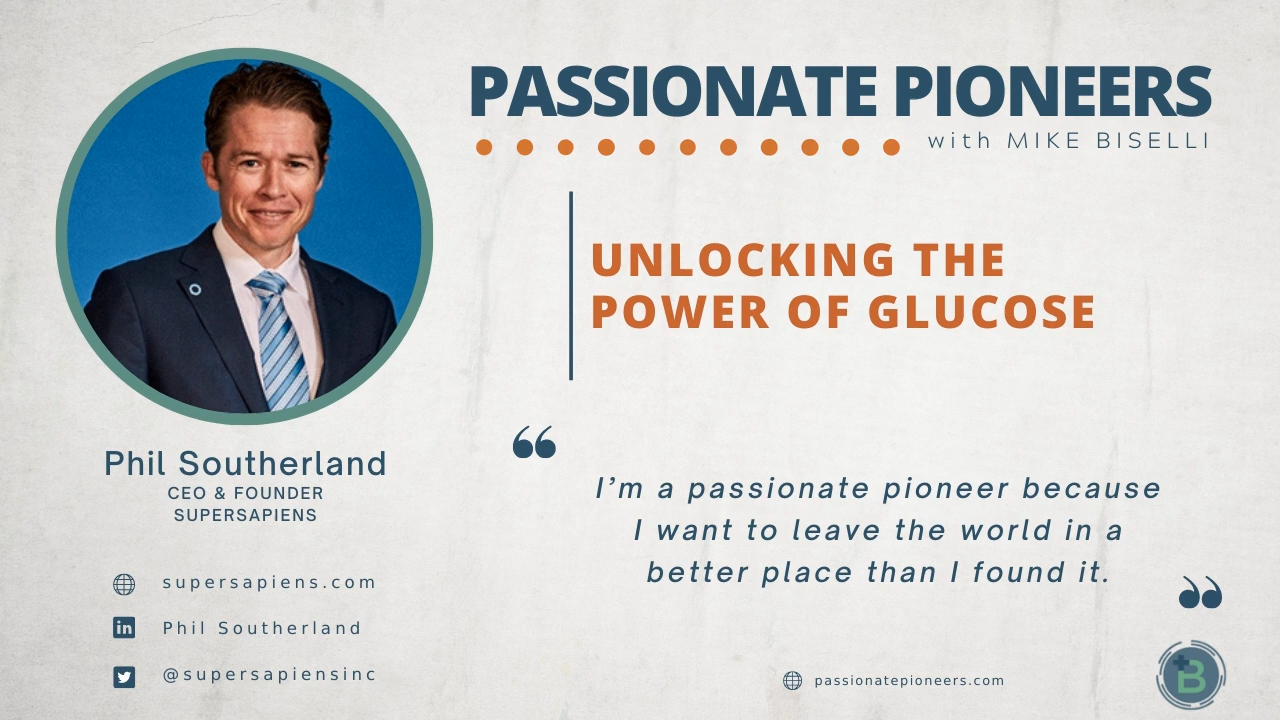 PASSIONATE PIONEERS
with MIKE BISELLI
UNLOCKING THE
POWER OF GLUCOSE
“
I’m a passionate pioneer because
I want to leave the world in a
better place than I found it.
”
Phil Southerland
CEO & FOUNDER
SUPERSAPIENS
supersapiens.com
in Phil Southerland
@supersapiensinc
passionatepioneers.com
B